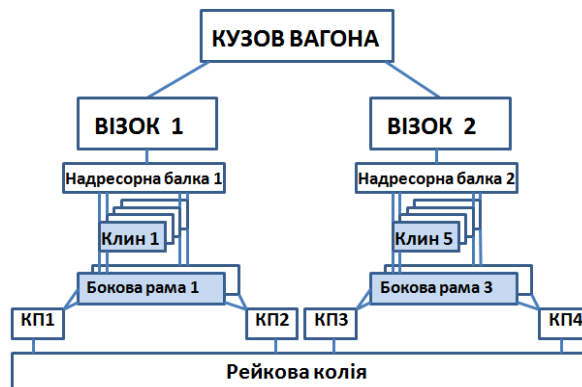 КУЗОВ ВАГОНА
ВІЗОК 1
ВІЗОК 2
Надресорна балка 1
Надресорна балка 2
Клин 1
Клин 5
Бокова рама 1
Бокова рама 3
КП1
КП2
КП3
КП4
Рейкова колія